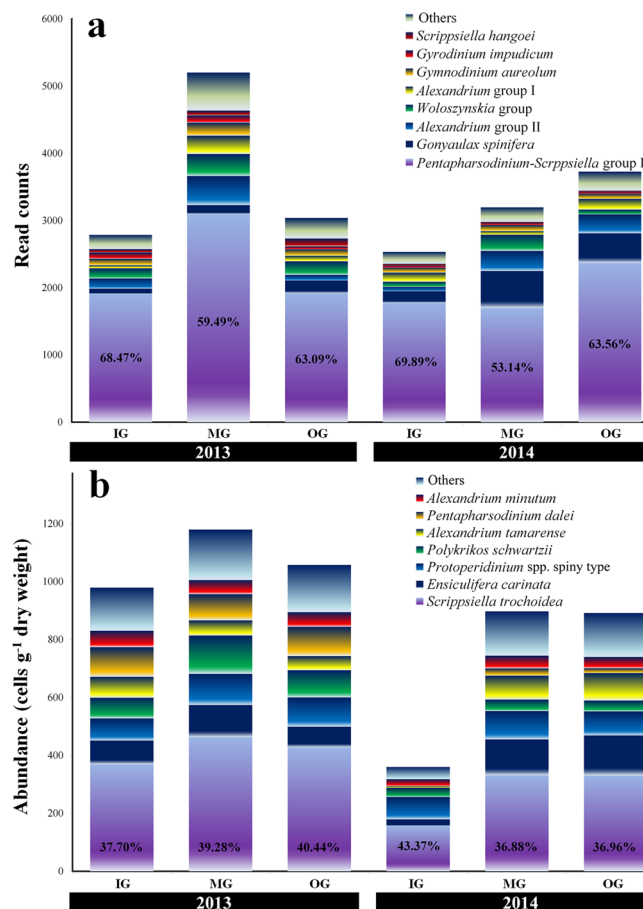 a
6000
5000
4000
3000
2000
1000
0
Read counts
Others
Scrippsiella hangoei
Gyrodinium impudicum
Gymnodinium aureolum
Alexandrium group I
Woloszynskia group
Alexandrium group II
Gonyaulax spinifera
Pentapharsodinium-Scrppsiella group I
68.47%
59.49%
63.09%
69.89%
53.14%
63.56%
IG MG OG IG MG OG
2013 2014
b
1200
1000
800
600
400
200
0
Abundance (cells g⁻¹ dry weight)
Others
Alexandrium minutum
Pentapharsodinium dalei
Alexandrium tamarense
Polykrikos schwartzii
Protoperidinium spp. spiny type
Ensiculifera carinata
Scrippsiella trochoidea
37.70%
39.28%
40.44%
43.37%
36.88%
36.96%
IG MG OG IG MG OG
2013 2014